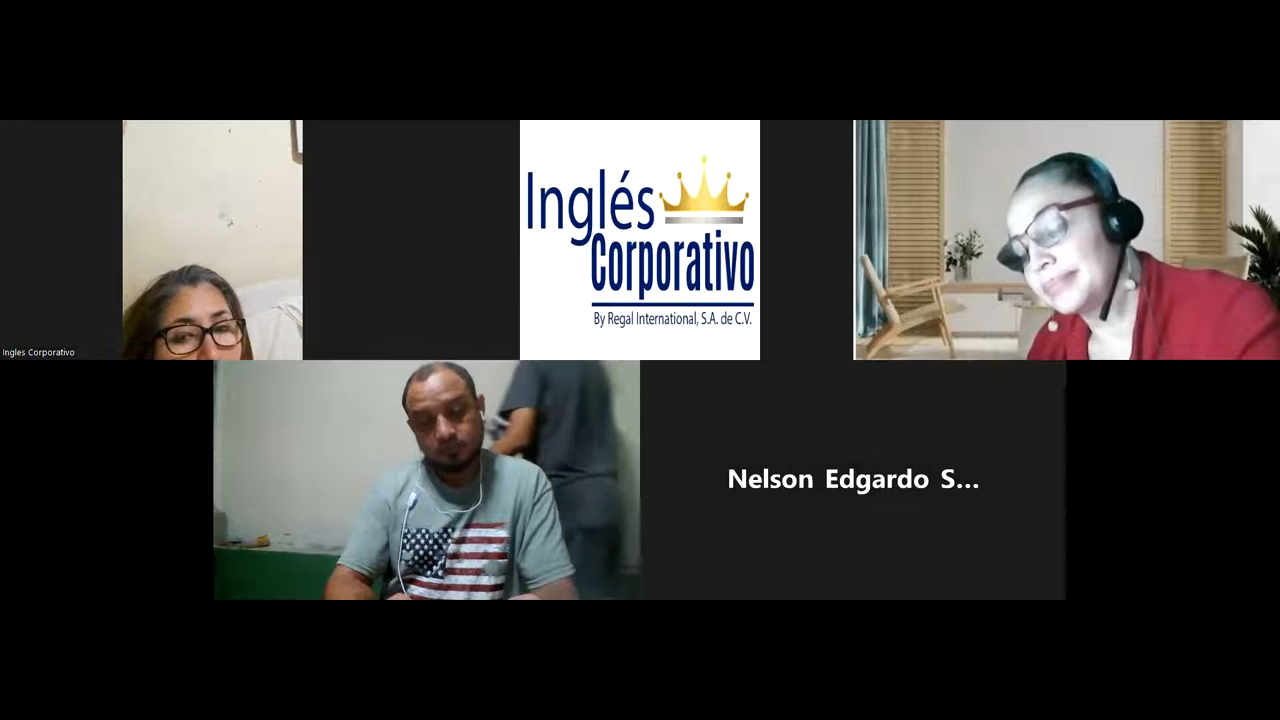 Inglés
Corporativo
By Regal International, S.A. de C.V.
Ingles Corporativo
Nelson Edgardo S...